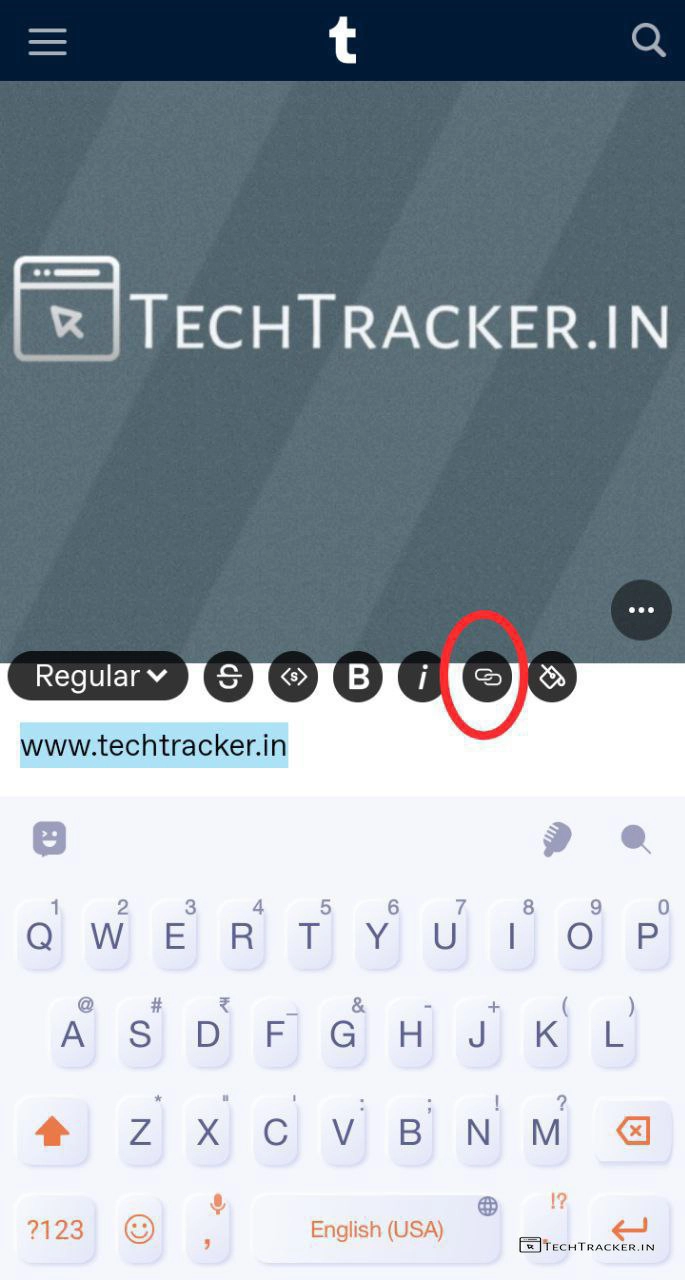 t
TECHTRACKER.IN
Regular S <s> B i
www.techtracker.in
1 2 3 4 5 6 7 8 9 0
Q W E R T Y U I O P
@ # ₹ _ & - + ( )
A S D F G H J K L
* " ' : ; ! ?
Z X C V B N M
!?
?123 , English (USA)
TECHTRACKER.IN